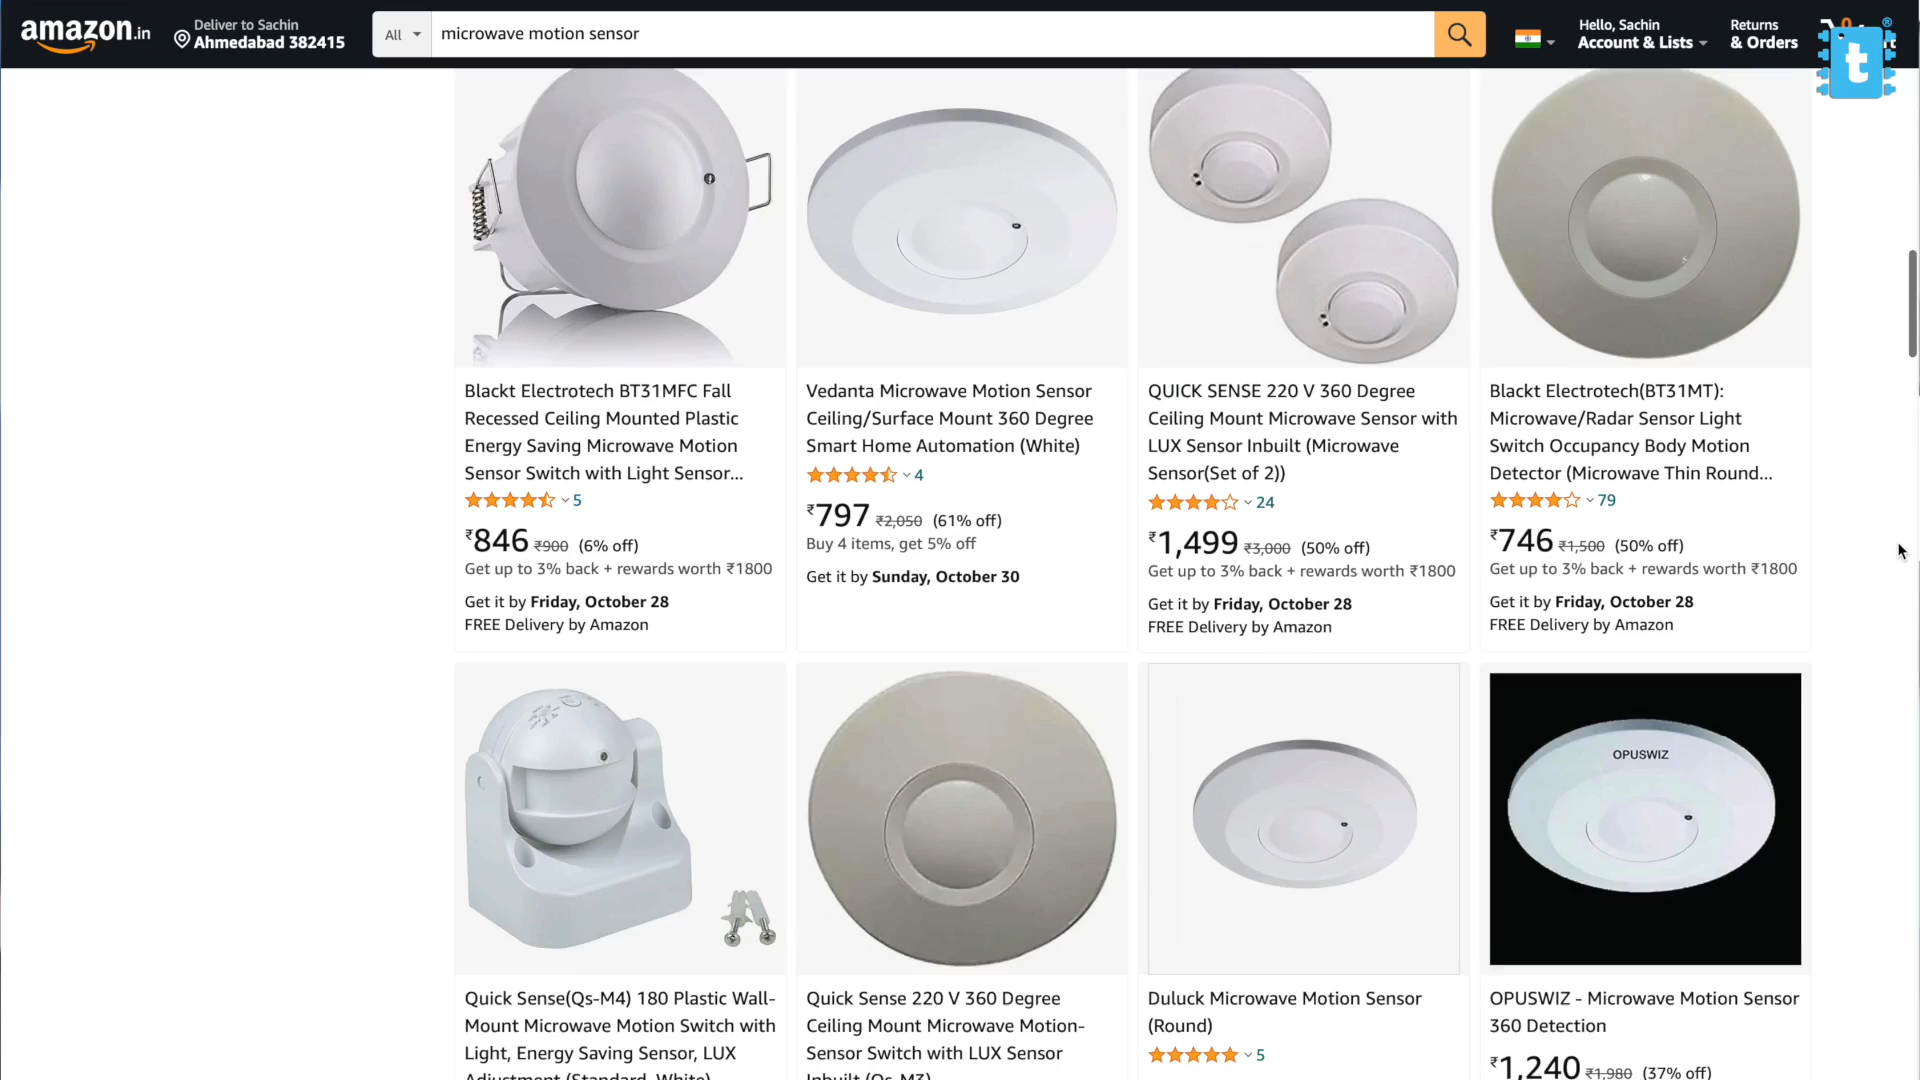 amazon.in
Deliver to Sachin
Ahmedabad 382415
All
microwave motion sensor
Hello, Sachin
Account & Lists
Returns
& Orders
t
®
Blackt Electrotech BT31MFC Fall
Recessed Ceiling Mounted Plastic
Energy Saving Microwave Motion
Sensor Switch with Light Sensor...
5
₹846 ₹900 (6% off)
Get up to 3% back + rewards worth ₹1800
Get it by Friday, October 28
FREE Delivery by Amazon
Vedanta Microwave Motion Sensor
Ceiling/Surface Mount 360 Degree
Smart Home Automation (White)
4
₹797 ₹2,050 (61% off)
Buy 4 items, get 5% off
Get it by Sunday, October 30
QUICK SENSE 220 V 360 Degree
Ceiling Mount Microwave Sensor with
LUX Sensor Inbuilt (Microwave
Sensor(Set of 2))
24
₹1,499 ₹3,000 (50% off)
Get up to 3% back + rewards worth ₹1800
Get it by Friday, October 28
FREE Delivery by Amazon
Blackt Electrotech(BT31MT):
Microwave/Radar Sensor Light
Switch Occupancy Body Motion
Detector (Microwave Thin Round...
79
₹746 ₹1,500 (50% off)
Get up to 3% back + rewards worth ₹1800
Get it by Friday, October 28
FREE Delivery by Amazon
OPUSWIZ
Quick Sense(Qs-M4) 180 Plastic Wall-
Mount Microwave Motion Switch with
Light, Energy Saving Sensor, LUX
Adjustment (Standard, White)
Quick Sense 220 V 360 Degree
Ceiling Mount Microwave Motion-
Sensor Switch with LUX Sensor
Inbuilt (Qs-M3)
Duluck Microwave Motion Sensor
(Round)
5
OPUSWIZ - Microwave Motion Sensor
360 Detection
₹1,240 ₹1,980 (37% off)